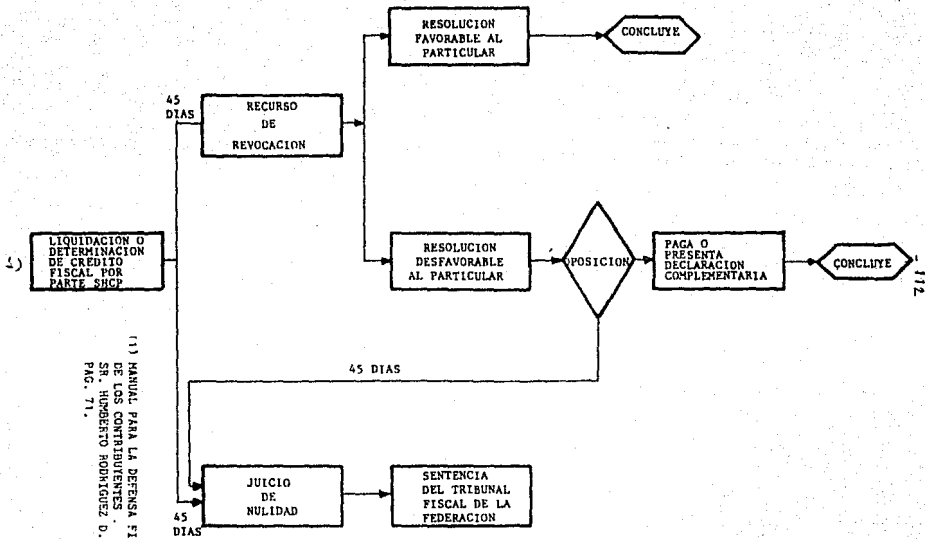 RESOLUCION
FAVORABLE AL
PARTICULAR
CONCLUYE
45
DIAS
RECURSO
DE
REVOCACION
1)
LIQUIDACION O
DETERMINACION
DE CREDITO
FISCAL POR
PARTE SHCP
RESOLUCION
DESFAVORABLE
AL PARTICULAR
OPOSICION
PAGA O
PRESENTA
DECLARACION
COMPLEMENTARIA
CONCLUYE
- 112
45 DIAS
JUICIO
DE
NULIDAD
45
DIAS
SENTENCIA
DEL TRIBUNAL
FISCAL DE LA
FEDERACION
(1) MANUAL PARA LA DEFENSA FI
DE LOS CONTRIBUYENTES .
SR. HUMBERTO RODRIGUEZ D.
PAG. 71.